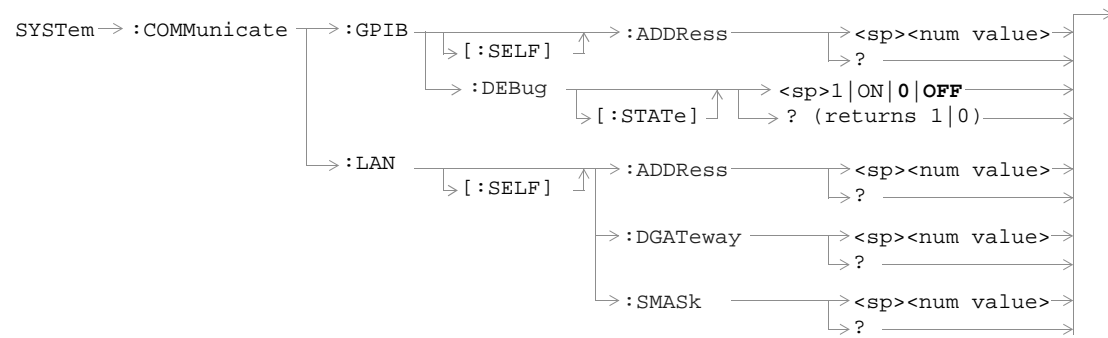 SYSTem :COMMunicate :GPIB :ADDRess <sp><num value>
[:SELF] ?
:DEBug <sp>1|ON|0|OFF
[:STATe] ? (returns 1|0)
:LAN :ADDRess <sp><num value>
[:SELF] ?
:DGATeway <sp><num value>
?
:SMASk <sp><num value>
?